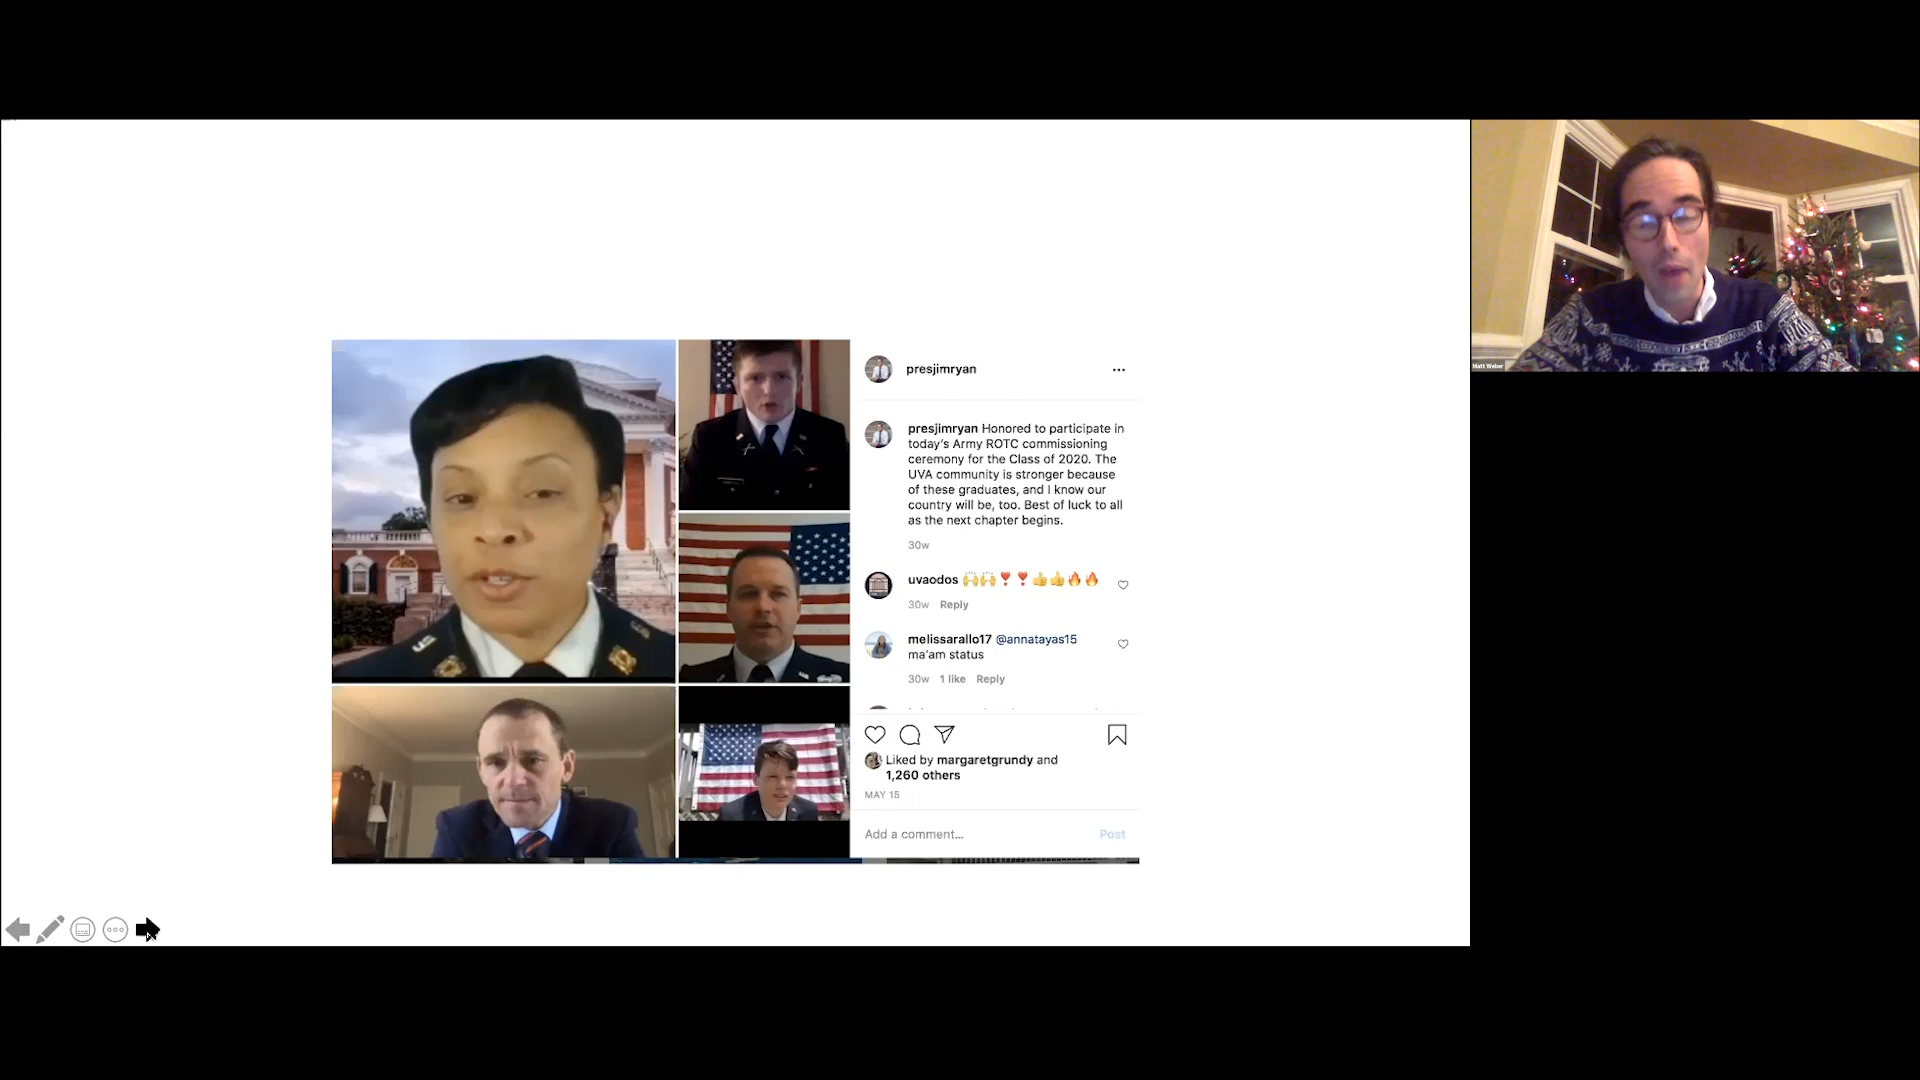 presjimryan
presjimryan Honored to participate in
today's Army ROTC commissioning
ceremony for the Class of 2020. The
UVA community is stronger because
of these graduates, and I know our
country will be, too. Best of luck to all
as the next chapter begins.
30w
uvaodos 🙌🙌❣️❣️👍👍🔥🔥
30w Reply
melissarallo17 @annatayas15
ma'am status
30w 1 like Reply
Liked by margaretgrundy and
1,260 others
MAY 15
Add a comment... Post
Matt Weber